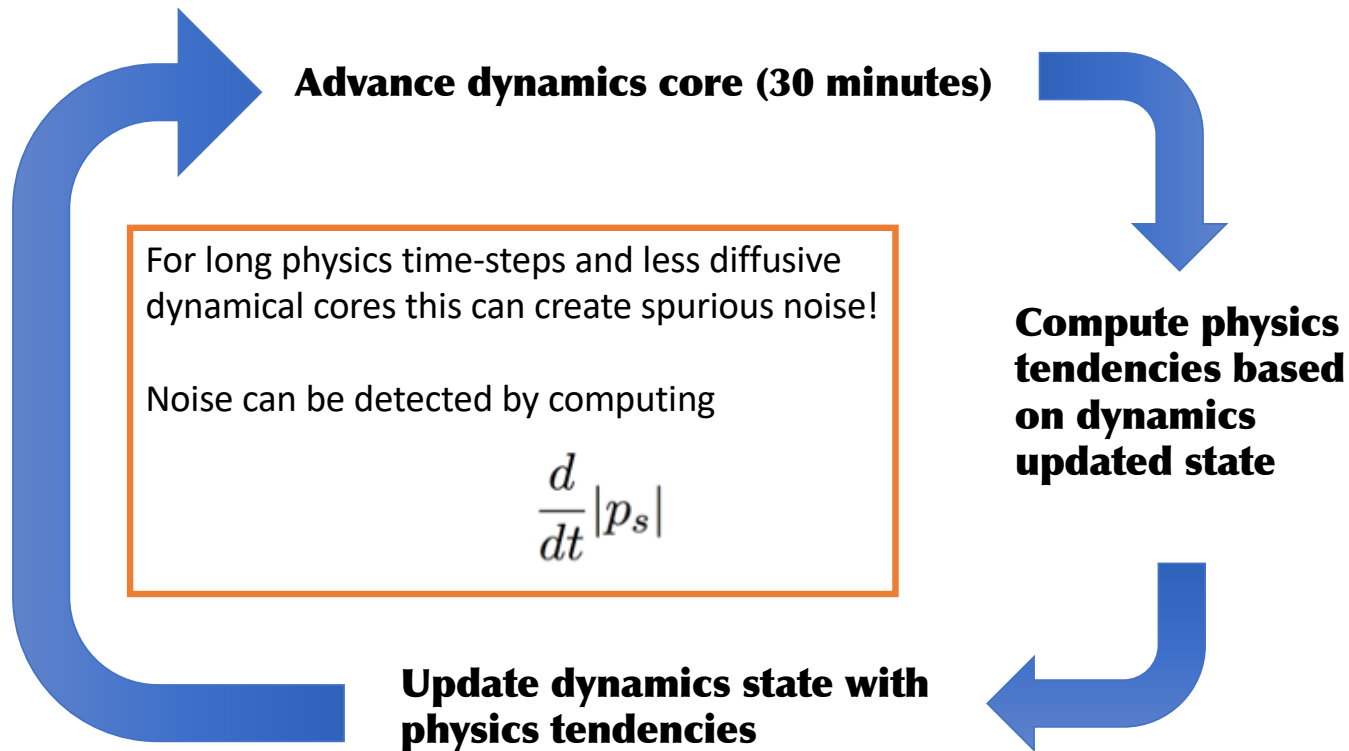 Advance dynamics core (30 minutes)
For long physics time-steps and less diffusive
dynamical cores this can create spurious noise!
Noise can be detected by computing
d/dt |p_s|
Compute physics
tendencies based
on dynamics
updated state
Update dynamics state with
physics tendencies